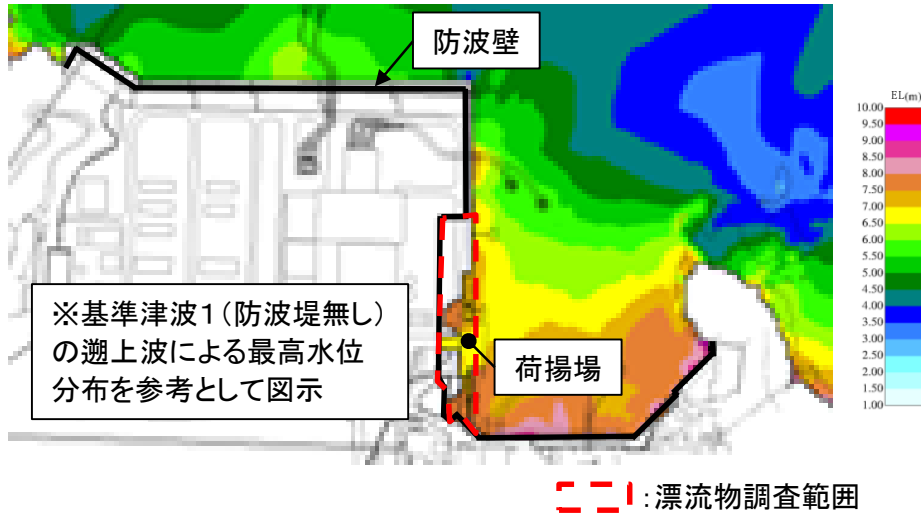 防波壁
EL(m)
10.00
9.50
9.00
8.50
8.00
7.50
7.00
6.50
6.00
5.50
5.00
4.50
4.00
3.50
3.00
2.50
2.00
1.50
1.00
※基準津波１（防波堤無し）
の遡上波による最高水位
分布を参考として図示
荷揚場
：漂流物調査範囲